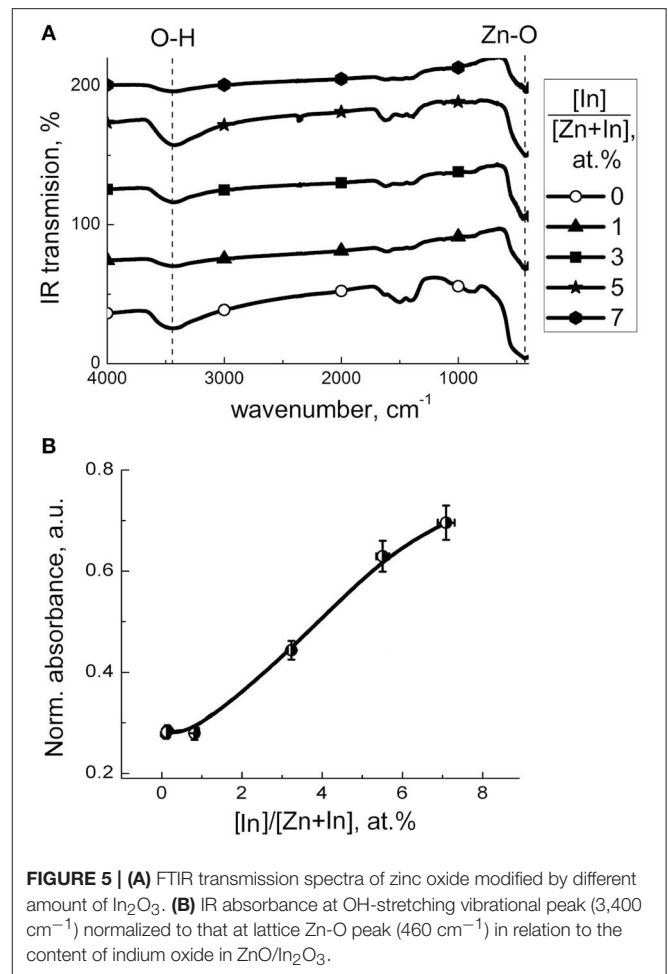 A
O-H
Zn-O
200
100
0
IR transmision, %
4000 3000 2000 1000
wavenumber, cm⁻¹
[In]
[Zn+In],
at.%
0
1
3
5
7
B
0.8
0.6
0.4
0.2
Norm. absorbance, a.u.
0 2 4 6 8
[In]/[Zn+In], at.%
FIGURE 5 | (A) FTIR transmission spectra of zinc oxide modified by different
amount of In₂O₃. (B) IR absorbance at OH-stretching vibrational peak (3,400
cm⁻¹) normalized to that at lattice Zn-O peak (460 cm⁻¹) in relation to the
content of indium oxide in ZnO/In₂O₃.